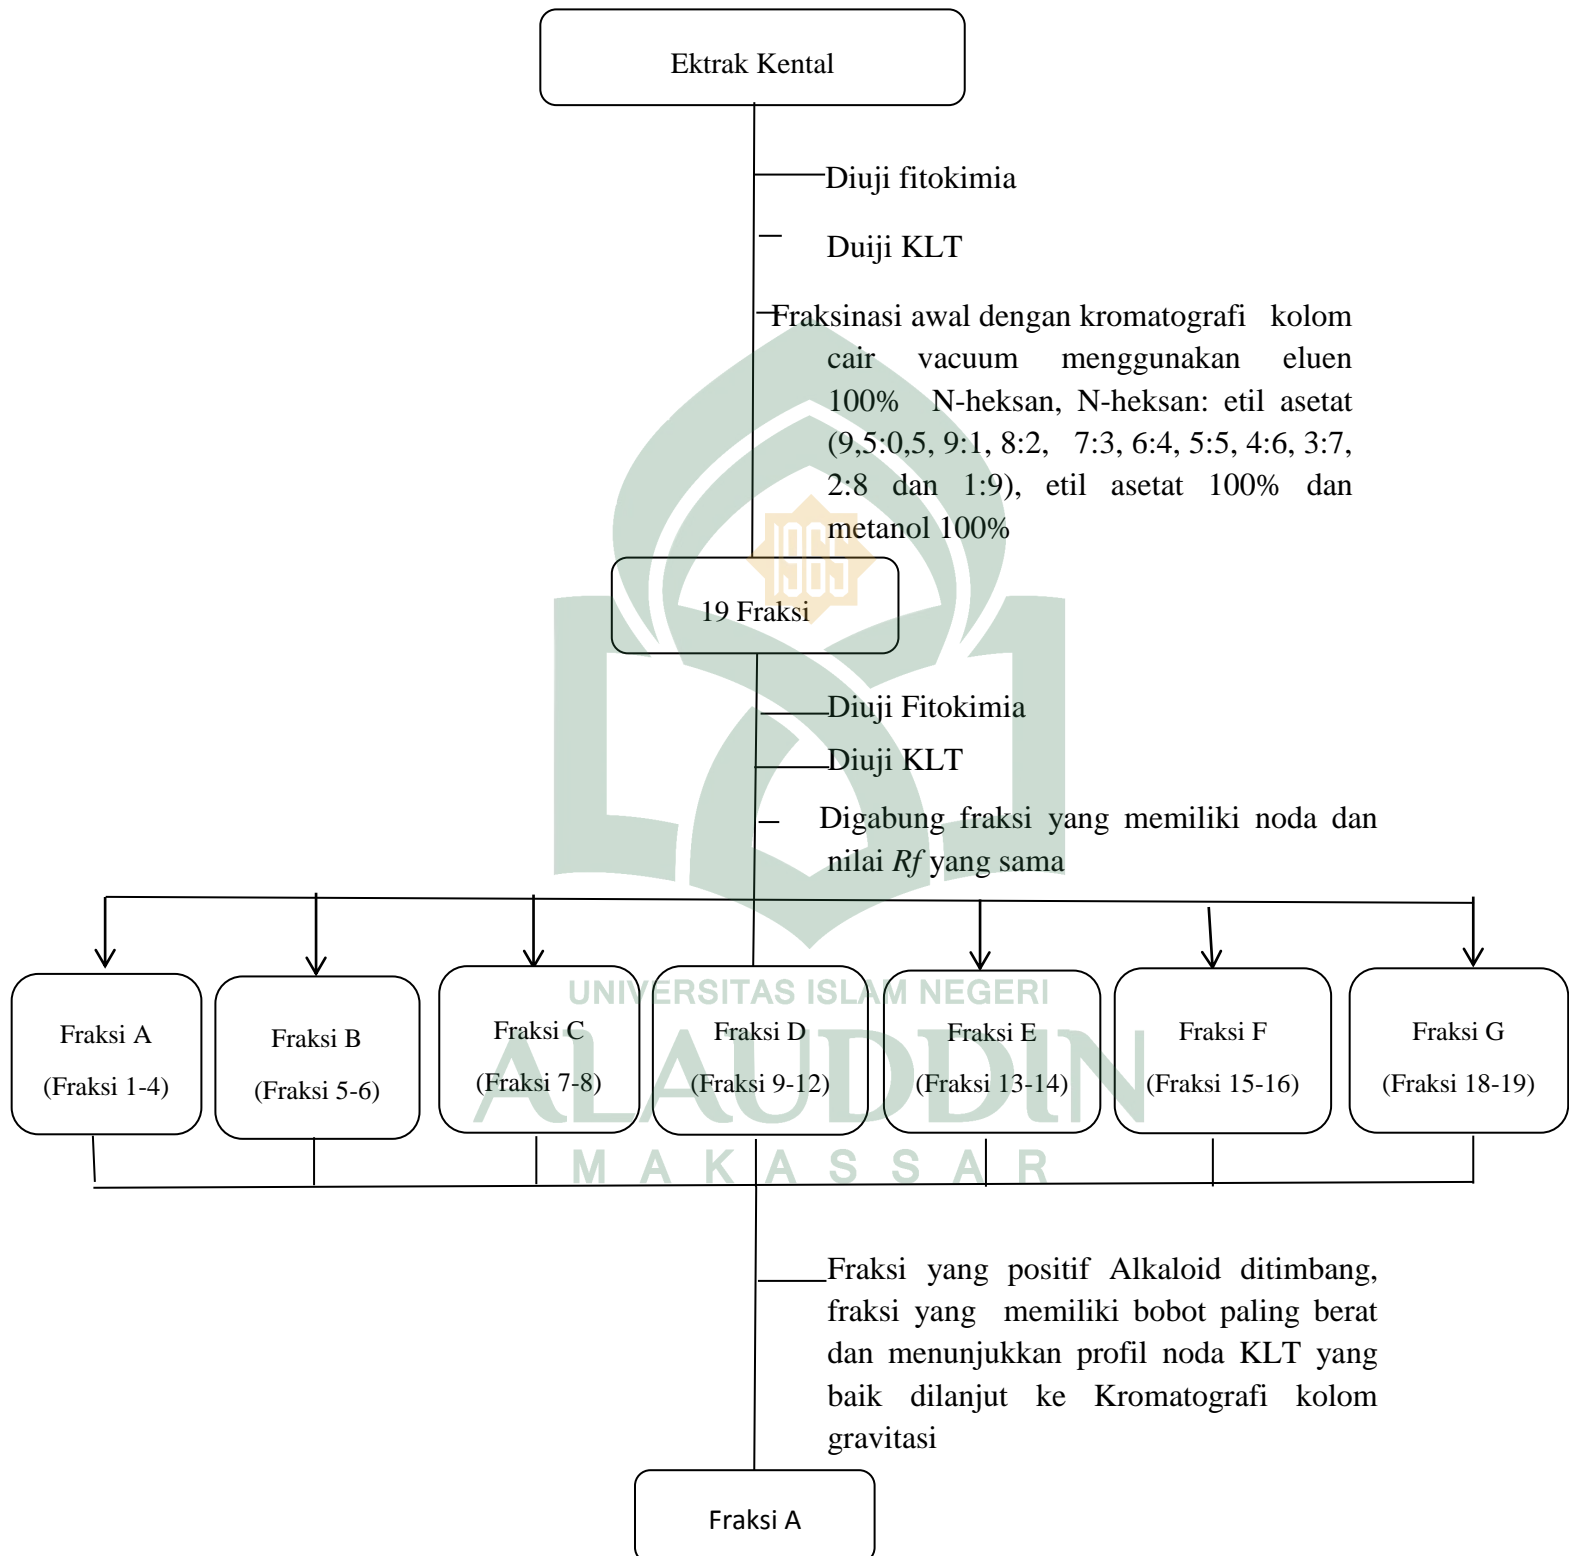 Ektrak Kental
Diuji fitokimia
Duiji KLT
Fraksinasi awal dengan kromatografi kolom
cair vacuum menggunakan eluen
100% N-heksan, N-heksan: etil asetat
(9,5:0,5, 9:1, 8:2, 7:3, 6:4, 5:5, 4:6, 3:7,
2:8 dan 1:9), etil asetat 100% dan
metanol 100%
1965
19 Fraksi
Diuji Fitokimia
Diuji KLT
Digabung fraksi yang memiliki noda dan
nilai Rf yang sama
UNIVERSITAS ISLAM NEGERI
Fraksi A
(Fraksi 1-4)
Fraksi B
(Fraksi 5-6)
Fraksi C
(Fraksi 7-8)
Fraksi D
(Fraksi 9-12)
Fraksi E
(Fraksi 13-14)
Fraksi F
(Fraksi 15-16)
Fraksi G
(Fraksi 18-19)
ALAUDDIN
MAKASSAR
Fraksi yang positif Alkaloid ditimbang,
fraksi yang memiliki bobot paling berat
dan menunjukkan profil noda KLT yang
baik dilanjut ke Kromatografi kolom
gravitasi
Fraksi A